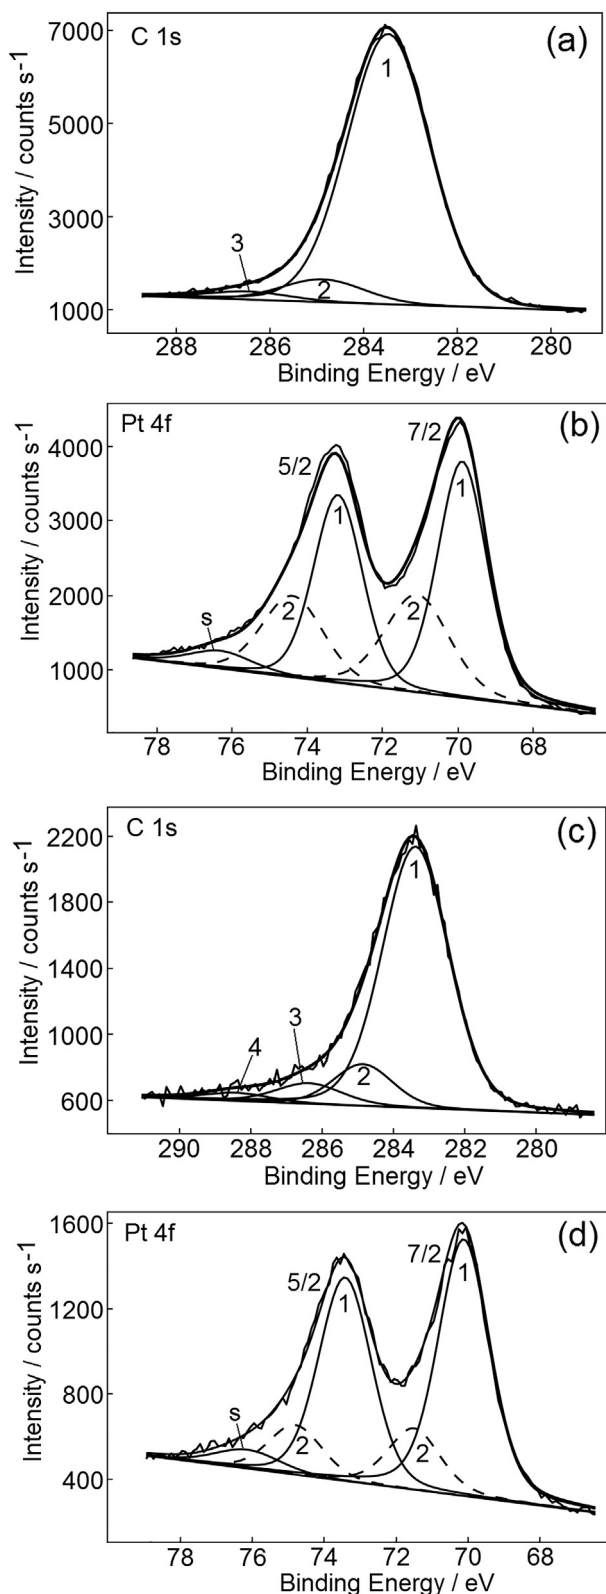 C 1s
(a)
7000
5000
3000
1000
Intensity / counts s-1
1
2
3
288 286 284 282 280
Binding Energy / eV
Pt 4f
(b)
7/2
5/2
4000
3000
2000
1000
Intensity / counts s-1
1
1
2
2
s
78 76 74 72 70 68
Binding Energy / eV
C 1s
(c)
2200
1800
1400
1000
600
Intensity / counts s-1
1
2
3
4
290 288 286 284 282 280
Binding Energy / eV
Pt 4f
(d)
7/2
5/2
1600
1200
800
400
Intensity / counts s-1
1
1
2
2
s
78 76 74 72 70 68
Binding Energy / eV